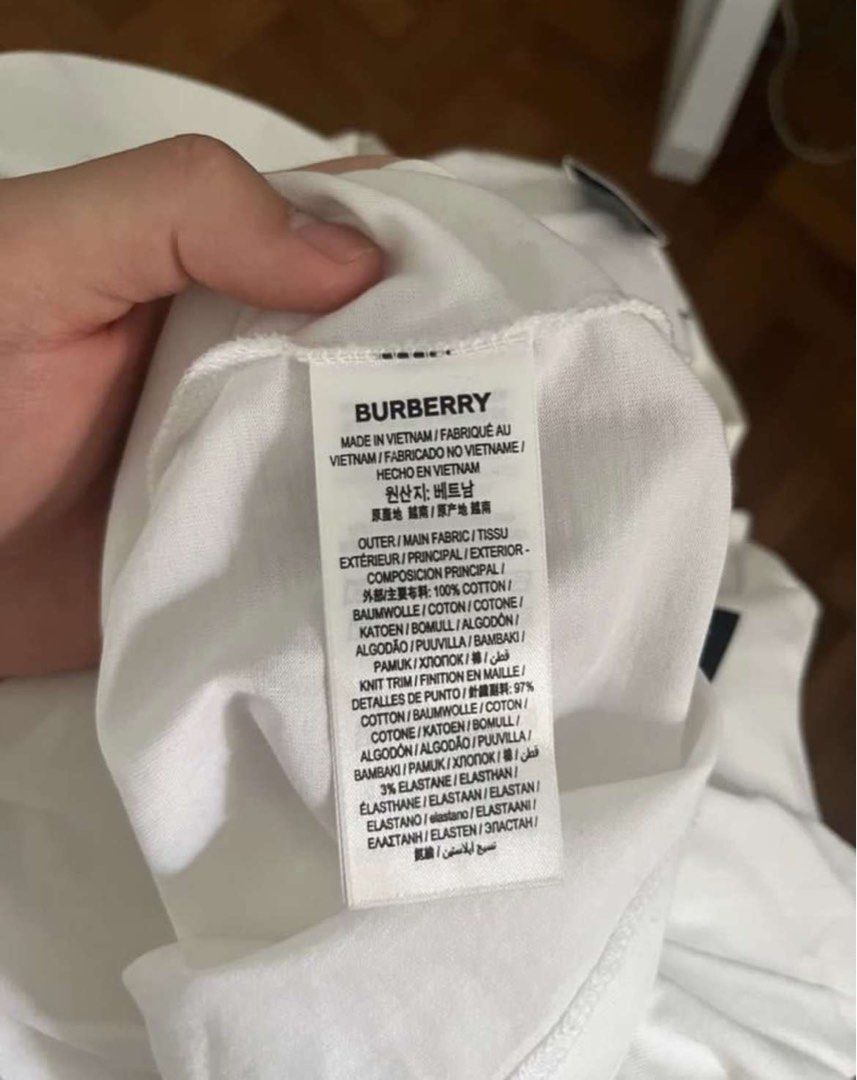 BURBERRY
MADE IN VIETNAM / FABRIQUÉ AU
VIETNAM / FABRICADO NO VIETNAME /
HECHO EN VIETNAM
원산지: 베트남
原產地 越南 / 原产地 越南
OUTER / MAIN FABRIC / TISSU
EXTÉRIEUR / PRINCIPAL / EXTERIOR -
COMPOSICION PRINCIPAL /
外部/主要布料: 100% COTTON /
BAUMWOLLE / COTON / COTONE /
KATOEN / BOMULL / ALGODÓN /
ALGODÃO / PUUVILLA / BAMBAKI /
PAMUK / ХЛОПОК / 棉 / قطن
KNIT TRIM / FINITION EN MAILLE /
DETALLES DE PUNTO / 針織副料: 97%
COTTON / BAUMWOLLE / COTON /
COTONE / KATOEN / BOMULL /
ALGODÓN / ALGODÃO / PUUVILLA /
BAMBAKI / PAMUK / ХЛОПОК / 棉 / قطن
3% ELASTANE / ELASTHAN /
ÉLASTHANE / ELASTAAN / ELASTAN /
ELASTANO / elastano / ELASTAANI /
ΕΛΑΣΤΑΝΗ / ELASTEN / ЭЛАСТАН /
نسيج ايلاستين /